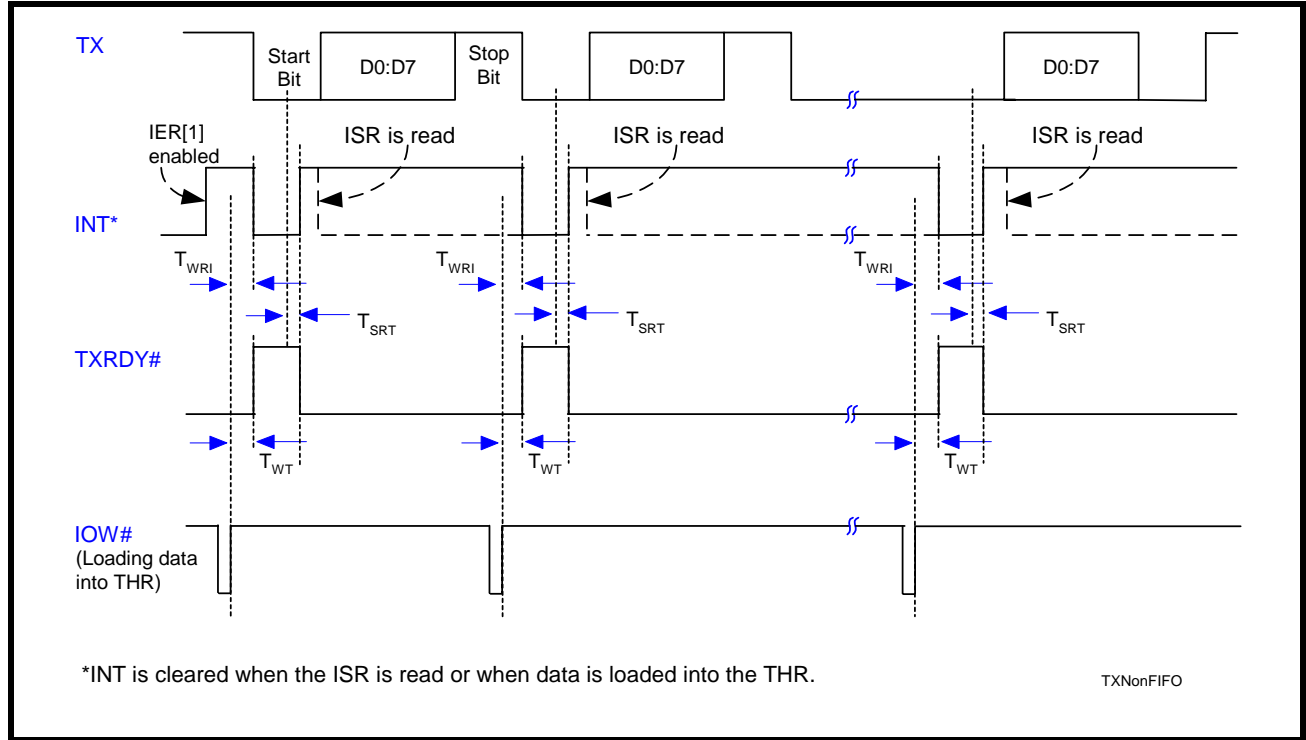 TX
Start
Bit
D0:D7
Stop
Bit
D0:D7
D0:D7
IER[1]
enabled
ISR is read
ISR is read
ISR is read
INT*
TWRI
TWRI
TWRI
TSRT
TSRT
TSRT
TXRDY#
TWT
TWT
TWT
IOW#
(Loading data
into THR)
*INT is cleared when the ISR is read or when data is loaded into the THR.
TXNonFIFO